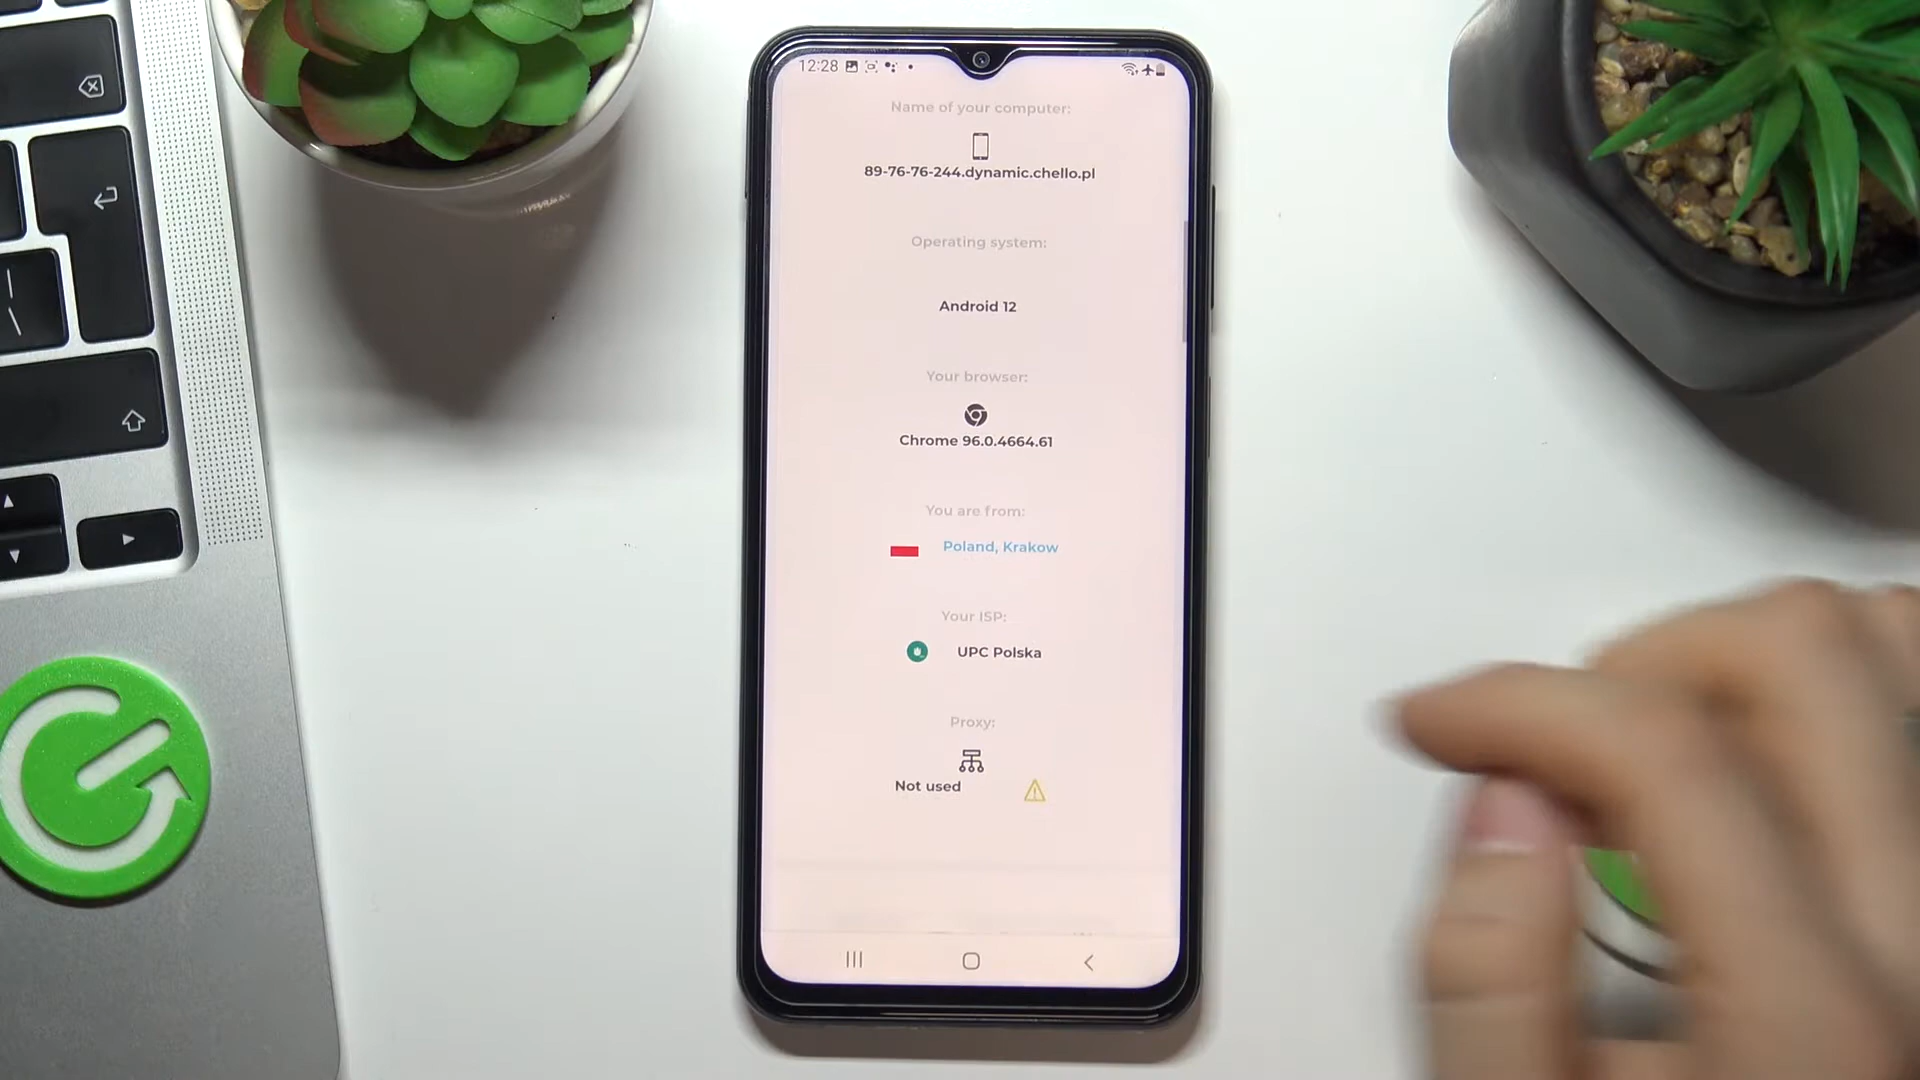 12:28
Name of your computer:
89-76-76-244.dynamic.chello.pl
Operating system:
Android 12
Your browser:
Chrome 96.0.4664.61
You are from:
Poland, Krakow
Your ISP:
UPC Polska
Proxy:
Not used